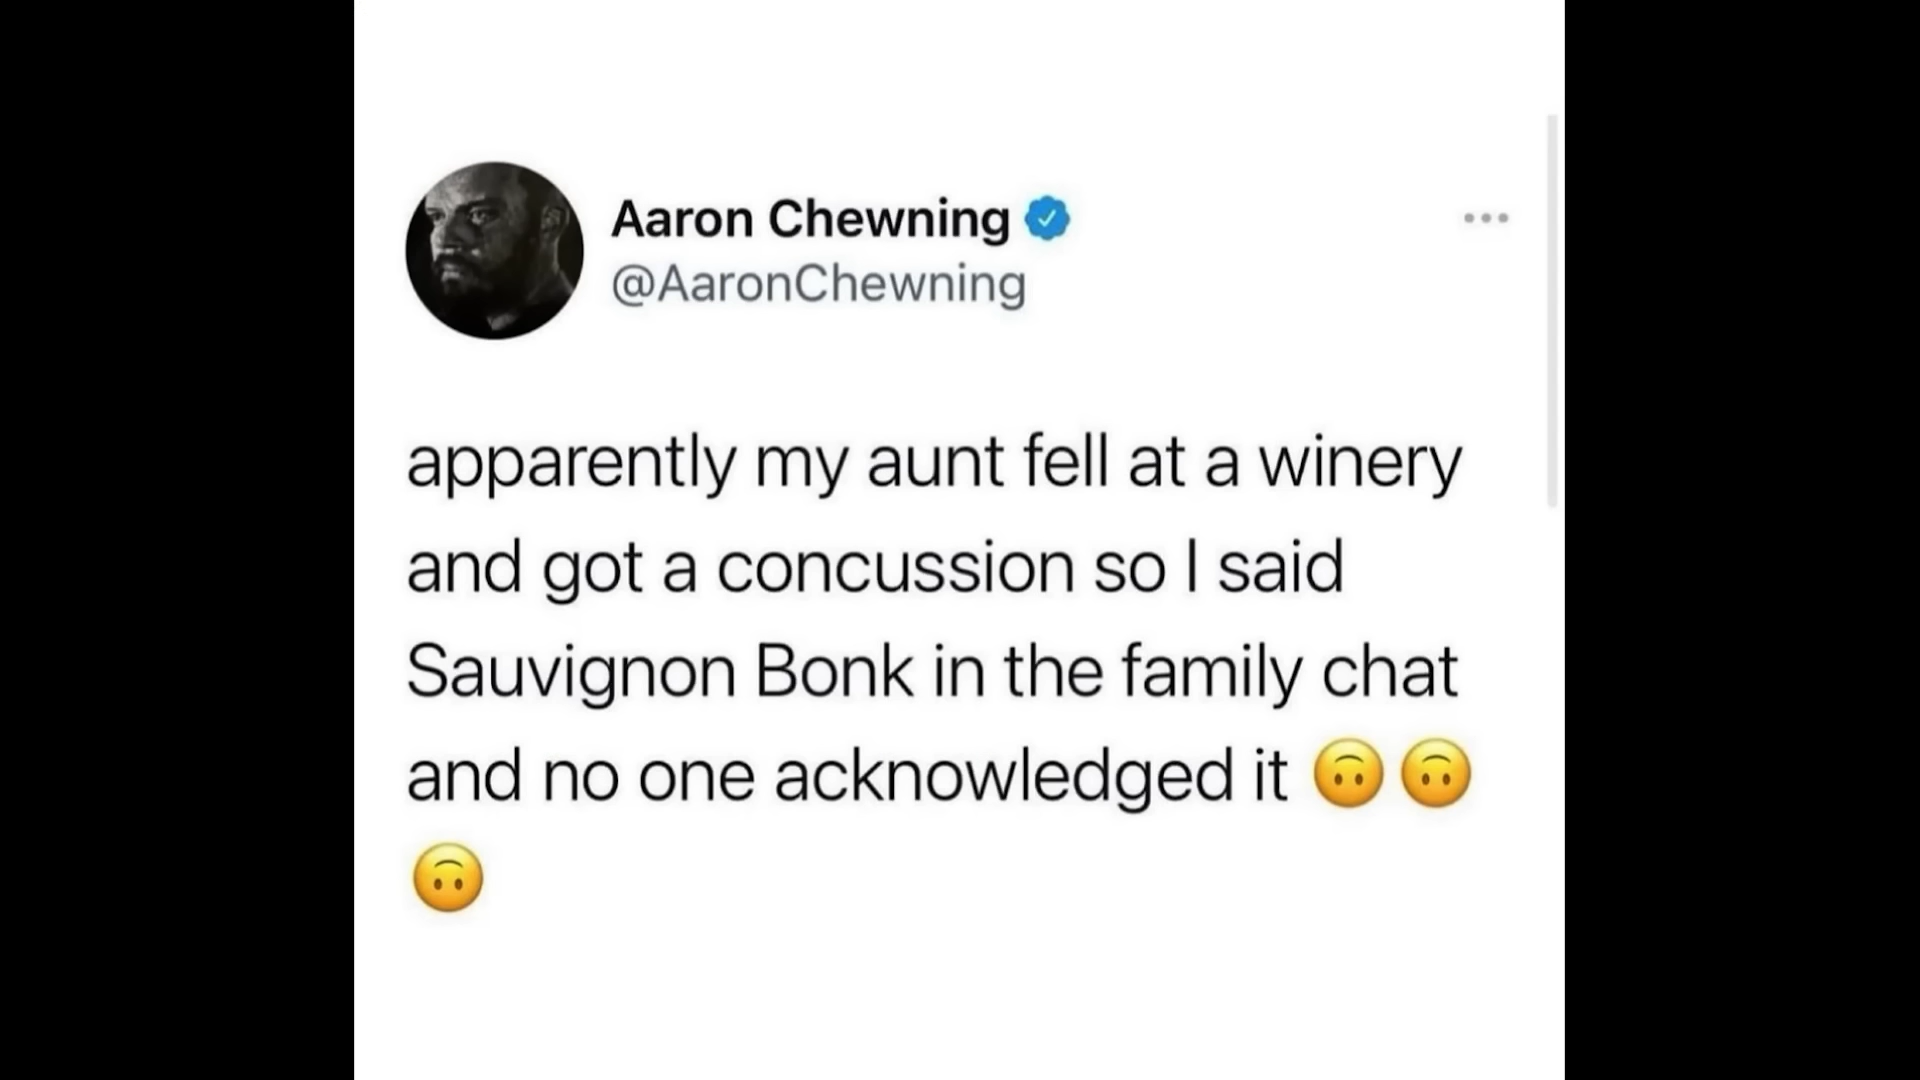 Aaron Chewning
@AaronChewning
apparently my aunt fell at a winery
and got a concussion so I said
Sauvignon Bonk in the family chat
and no one acknowledged it 🙃🙃
🙃